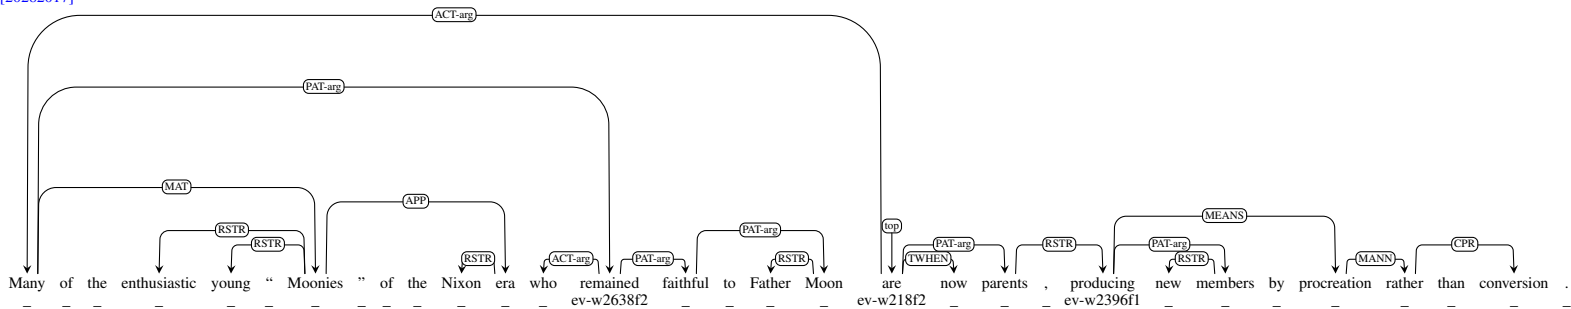 ACT-arg
PAT-arg
MAT
APP
RSTR
PAT-arg
MEANS
top
RSTR
PAT-arg
RSTR
PAT-arg
CPR
RSTR
ACT-arg
PAT-arg
RSTR
TWHEN
RSTR
MANN
Many of the enthusiastic young “ Moonies ” of the Nixon era who remained faithful to Father Moon are now parents , producing new members by procreation rather than conversion .
_ _ _ _ _ _ _ _ _ _ _ _ _ ev-w2638f2 _ _ _ _ ev-w218f2 _ _ _ ev-w2396f1 _ _ _ _ _ _ _ _